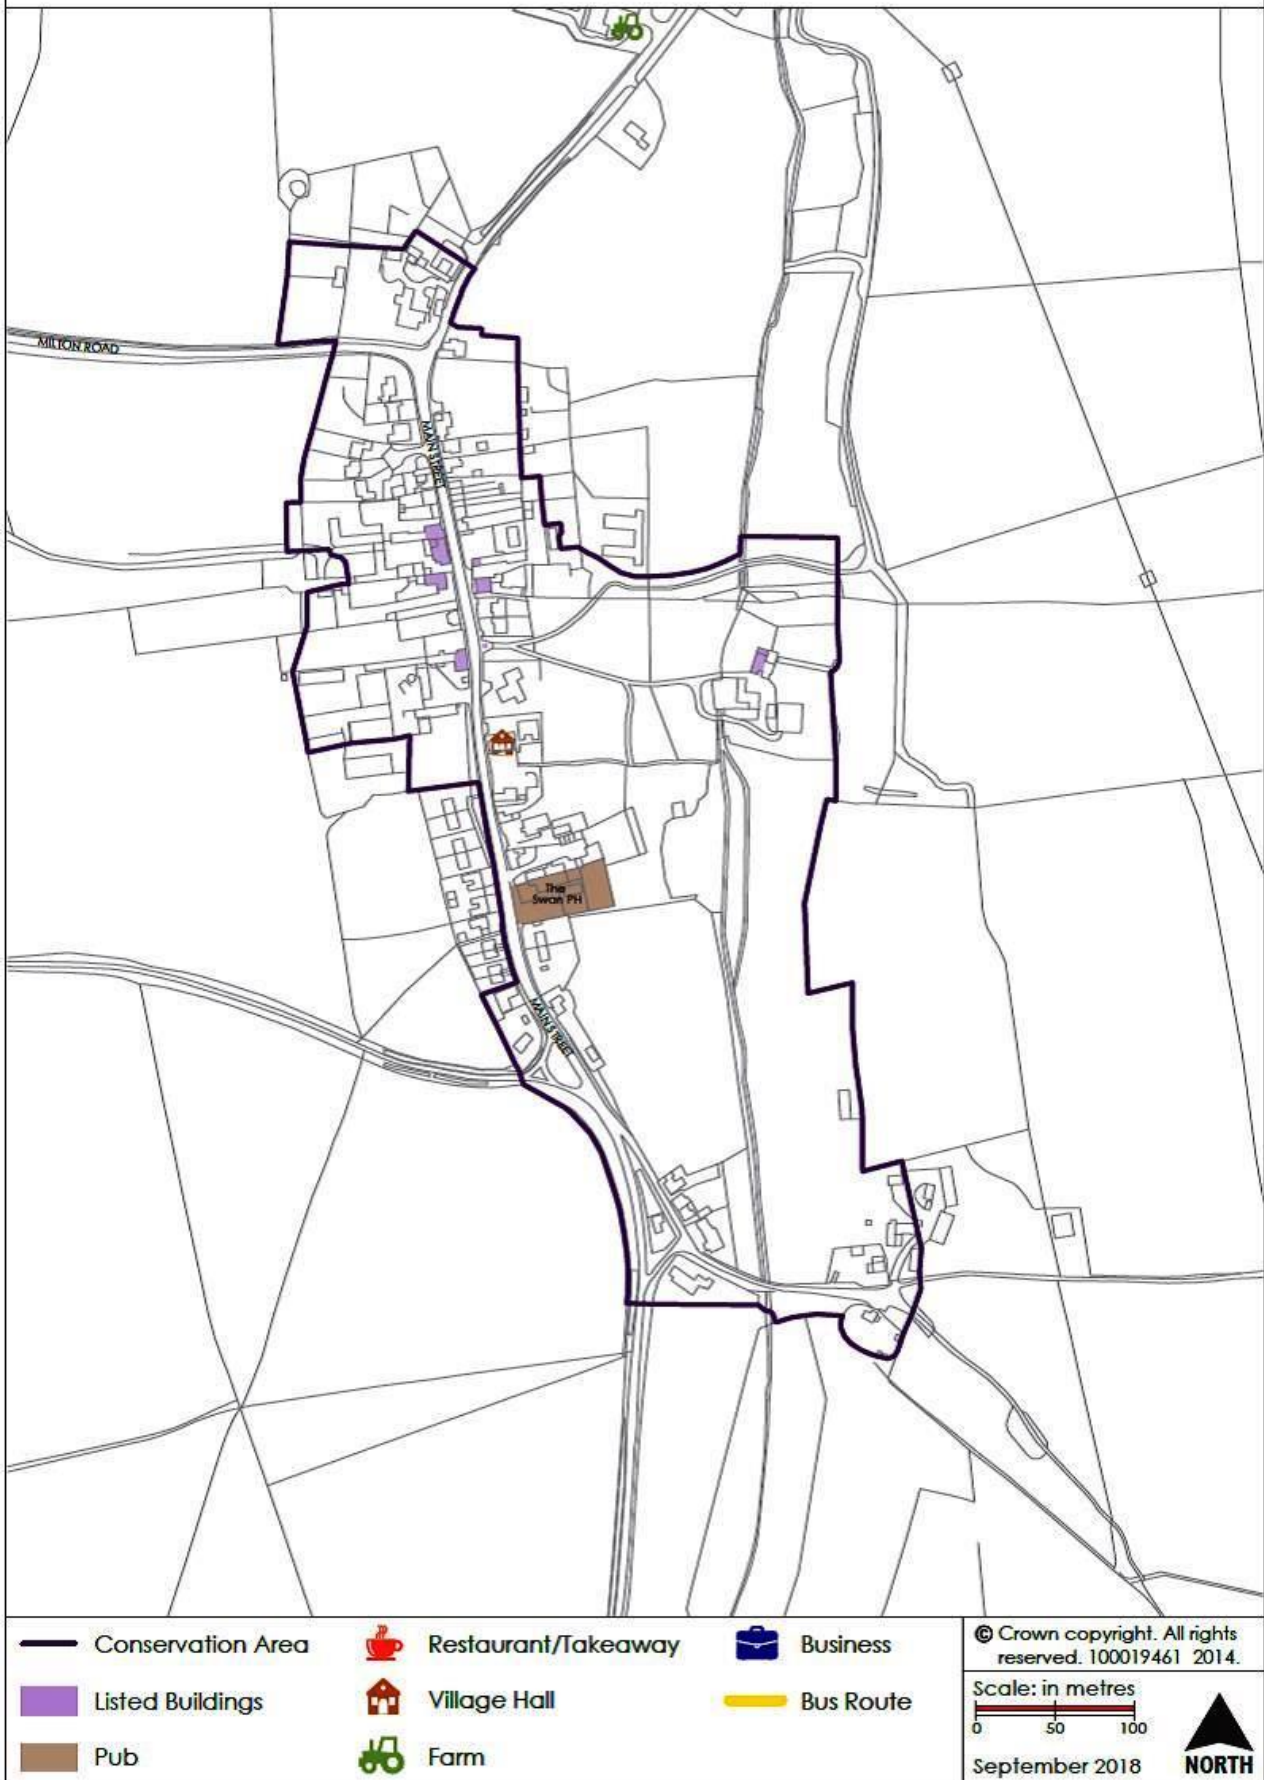 MILTON ROAD
MAIN STREET
The
Swan PH
MAIN STREET
Conservation Area
Listed Buildings
Pub
Restaurant/Takeaway
Village Hall
Farm
Business
Bus Route
© Crown copyright. All rights
reserved. 100019461 2014.
Scale: in metres
0 50 100
September 2018
NORTH